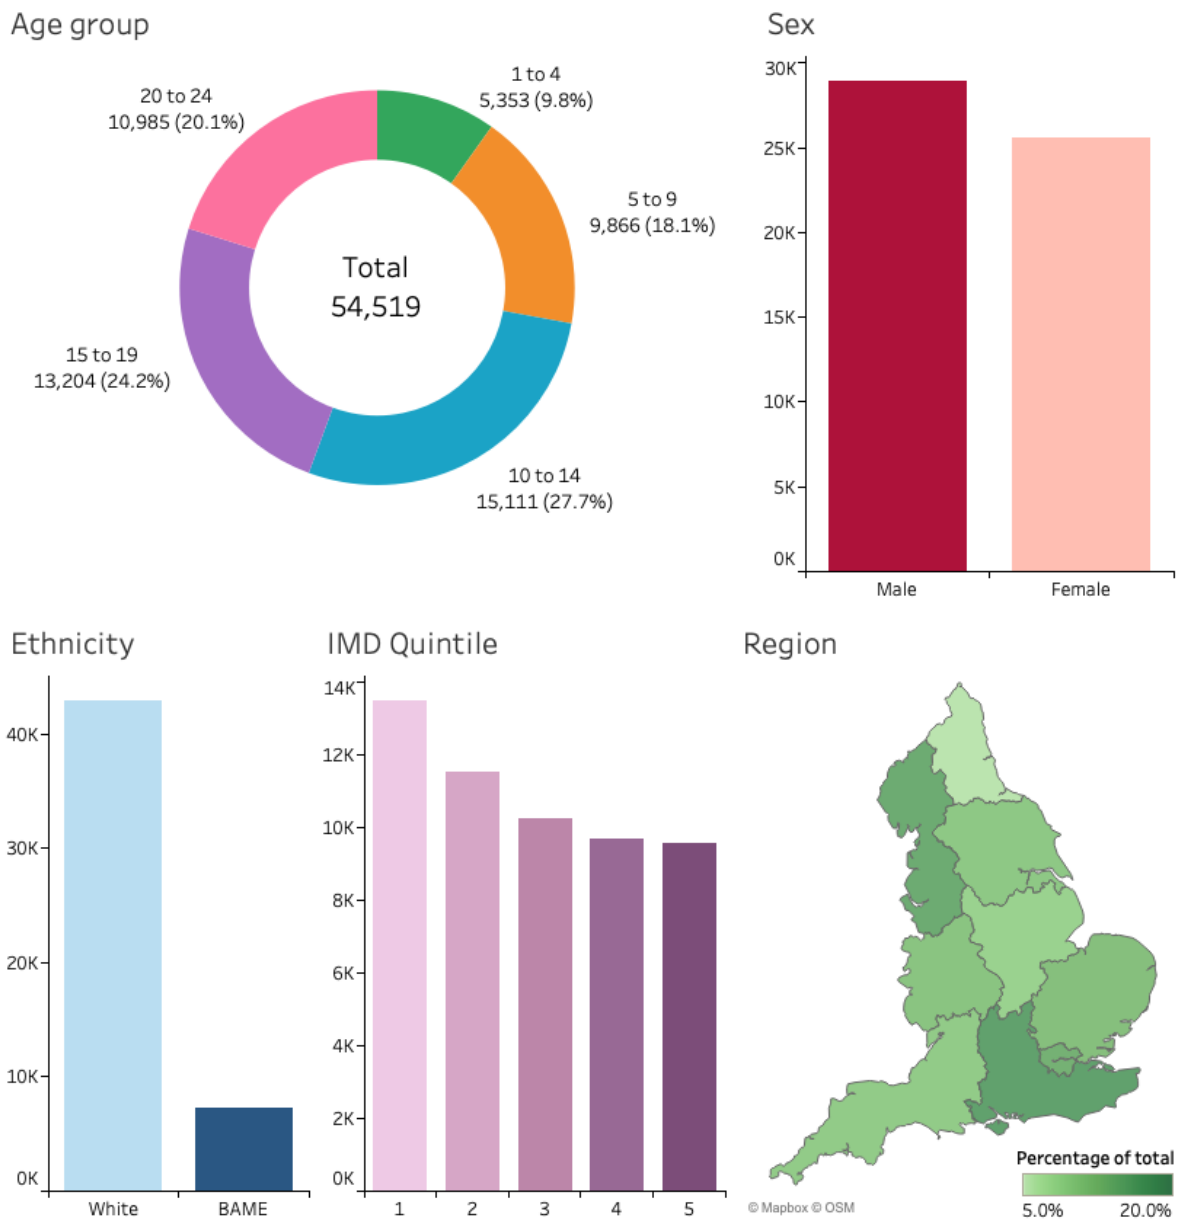 Age group
20 to 24
10,985 (20.1%)
1 to 4
5,353 (9.8%)
5 to 9
9,866 (18.1%)
Total
54,519
15 to 19
13,204 (24.2%)
10 to 14
15,111 (27.7%)
Sex
30K
25K
20K
15K
10K
5K
0K
Male Female
Ethnicity
40K
30K
20K
10K
0K
White BAME
IMD Quintile
14K
12K
10K
8K
6K
4K
2K
0K
1 2 3 4 5
Region
Percentage of total
5.0% 20.0%
© Mapbox © OSM